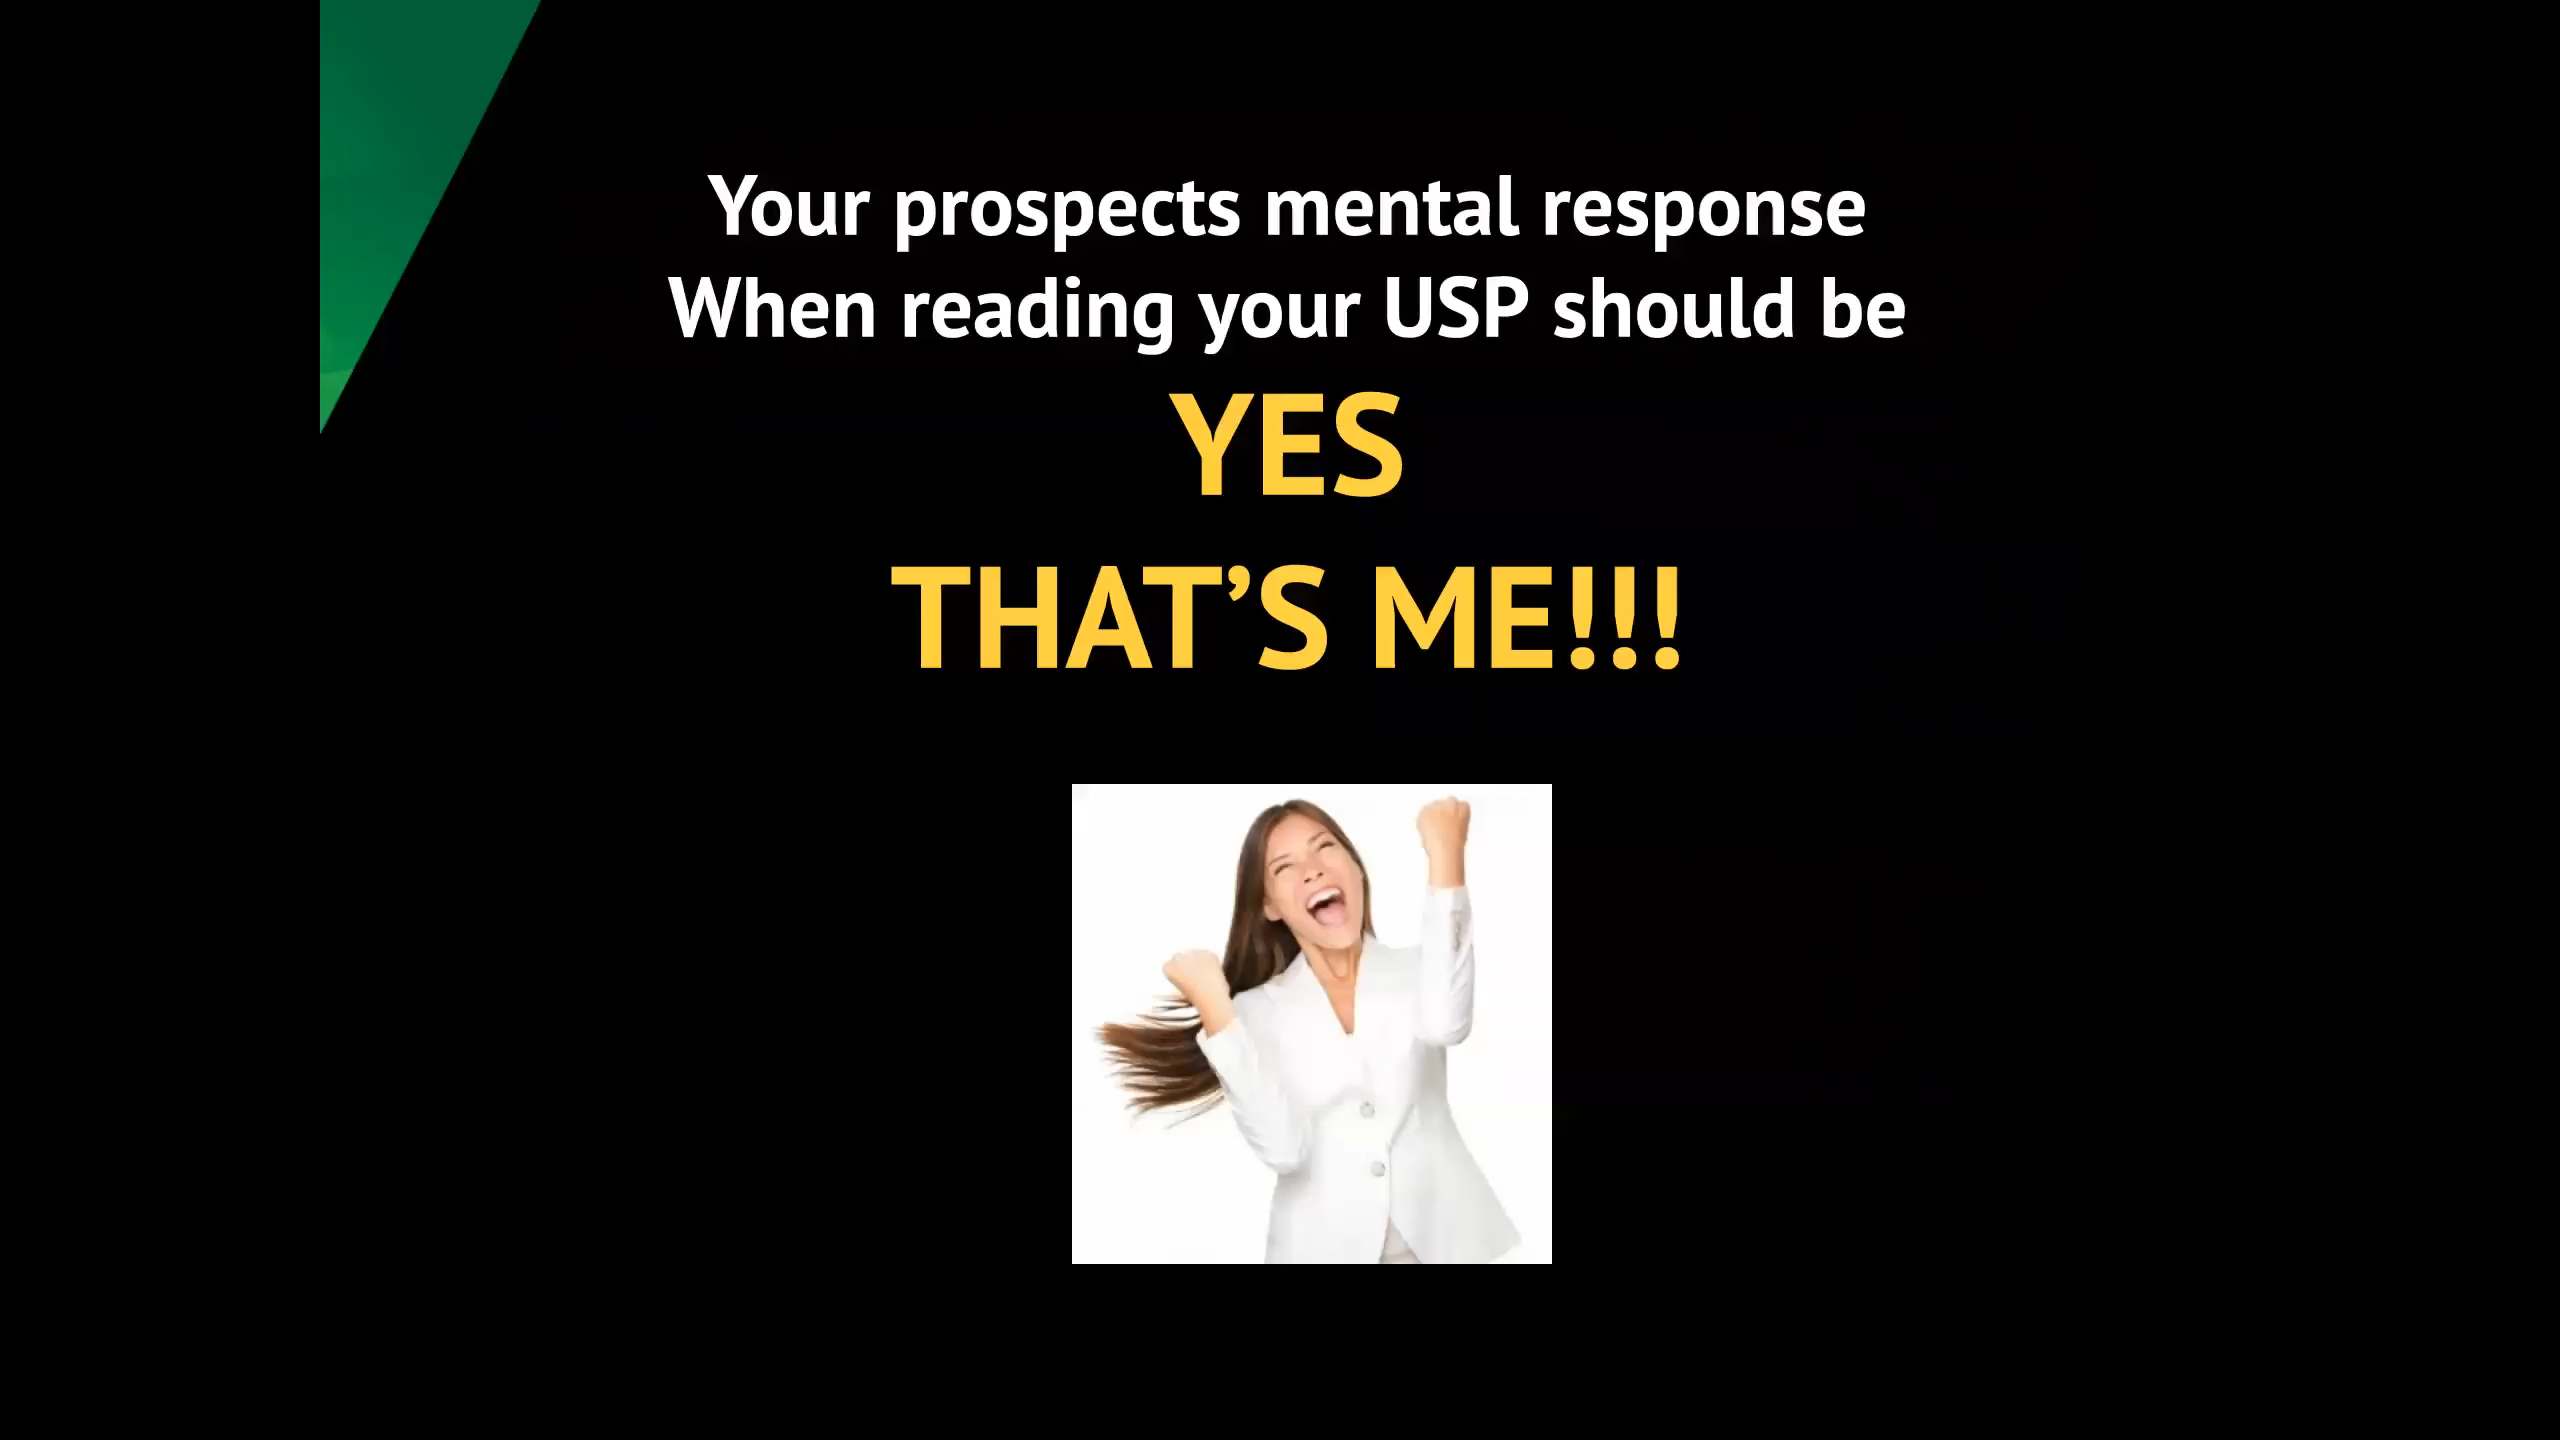 Your prospects mental response
When reading your USP should be
YES
THAT’S ME!!!